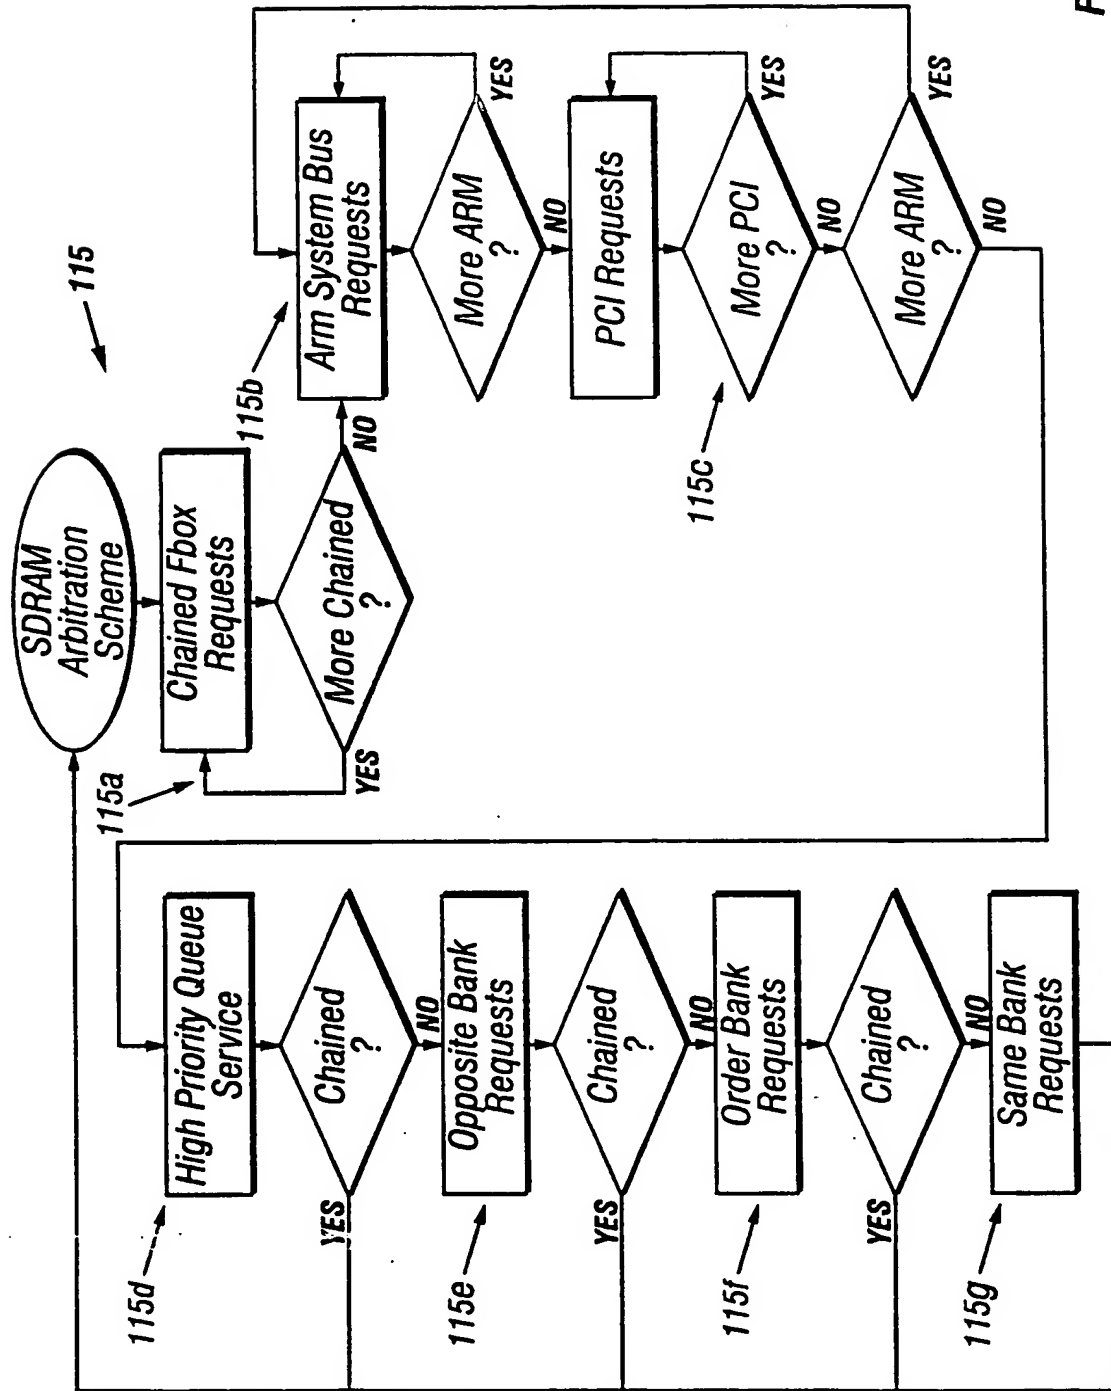 SDRAM
Arbitration
Scheme
115
115a
Chained Fbox
Requests
More Chained
?
YES
NO
115b
Arm System Bus
Requests
More ARM
?
YES
NO
PCI Requests
115c
More PCI
?
YES
NO
More ARM
?
YES
NO
115d
High Priority Queue
Service
Chained
?
YES
NO
115e
Opposite Bank
Requests
Chained
?
YES
NO
115f
Order Bank
Requests
Chained
?
YES
NO
115g
Same Bank
Requests